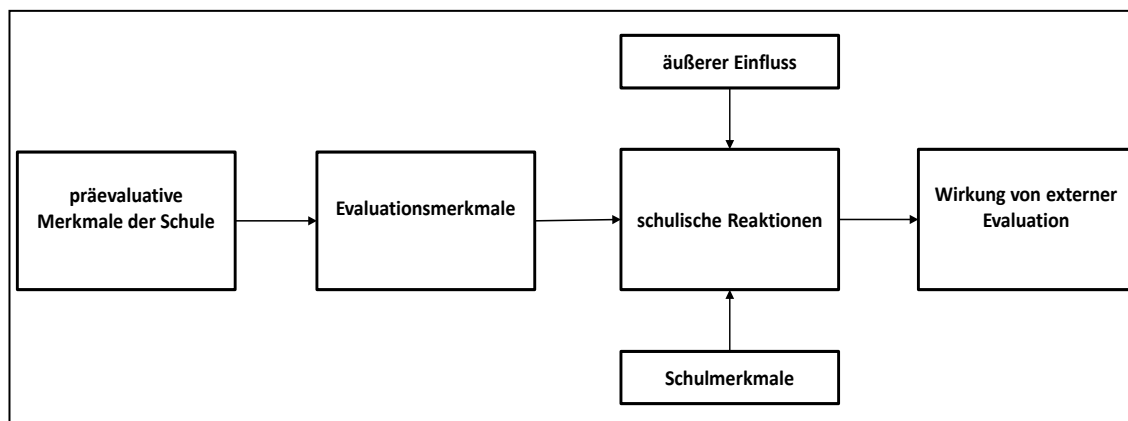 äußerer Einfluss
präevaluative
Merkmale der Schule
Evaluationsmerkmale
schulische Reaktionen
Wirkung von externer
Evaluation
Schulmerkmale